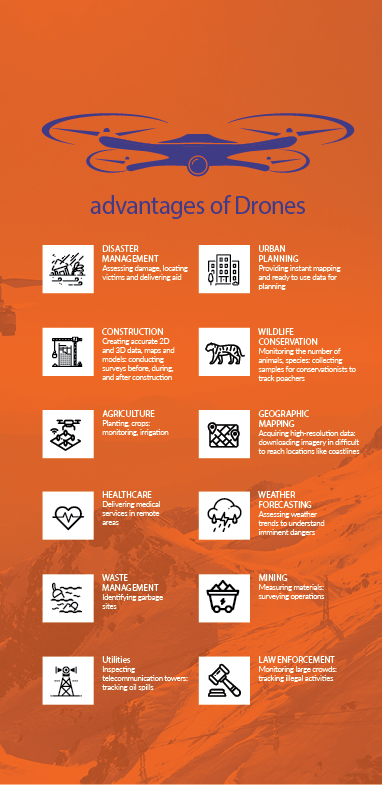 advantages of Drones
DISASTER
MANAGEMENT
Assessing damage, locating
victims and delivering aid
URBAN
PLANNING
Providing instant mapping
and ready to use data for
planning
CONSTRUCTION
Creating accurate 2D
and 3D data, maps and
models: conducting
surveys before, during,
and after construction
WILDLIFE
CONSERVATION
Monitoring the number of
animals, species: collecting
samples for conservationists to
track poachers
AGRICULTURE
Planting, crops:
monitoring, irrigation
GEOGRAPHIC
MAPPING
Acquiring high-resolution data:
downloading imagery in difficult
to reach locations like coastlines
HEALTHCARE
Delivering medical
services in remote
areas
WEATHER
FORECASTING
Assessing weather
trends to understand
imminent dangers
WASTE
MANAGEMENT
Identifying garbage
sites
MINING
Measuring materials:
surveying operations
Utilities
Inspecting
telecommunication towers:
tracking oil spills
LAW ENFORCEMENT
Monitoring large crowds:
tracking illegal activities